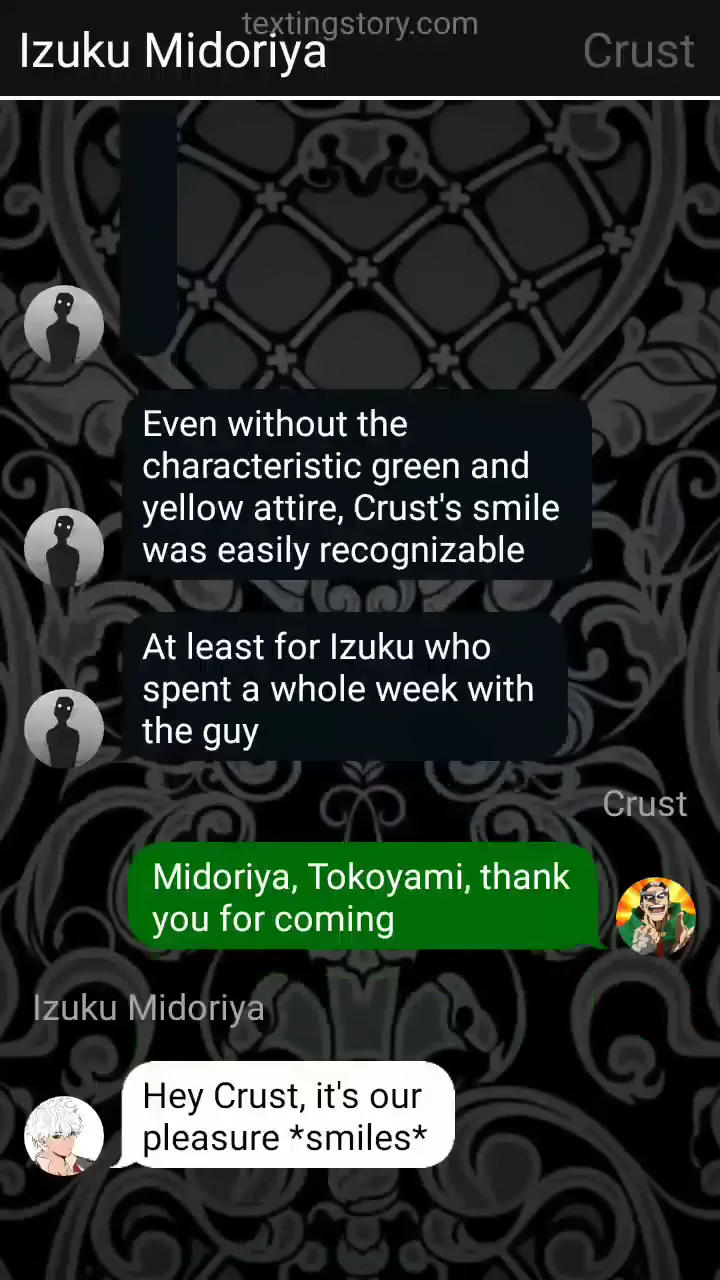 textingstory.com
Izuku Midoriya Crust
Even without the
characteristic green and
yellow attire, Crust's smile
was easily recognizable
At least for Izuku who
spent a whole week with
the guy
Crust
Midoriya, Tokoyami, thank
you for coming
Izuku Midoriya
Hey Crust, it's our
pleasure *smiles*